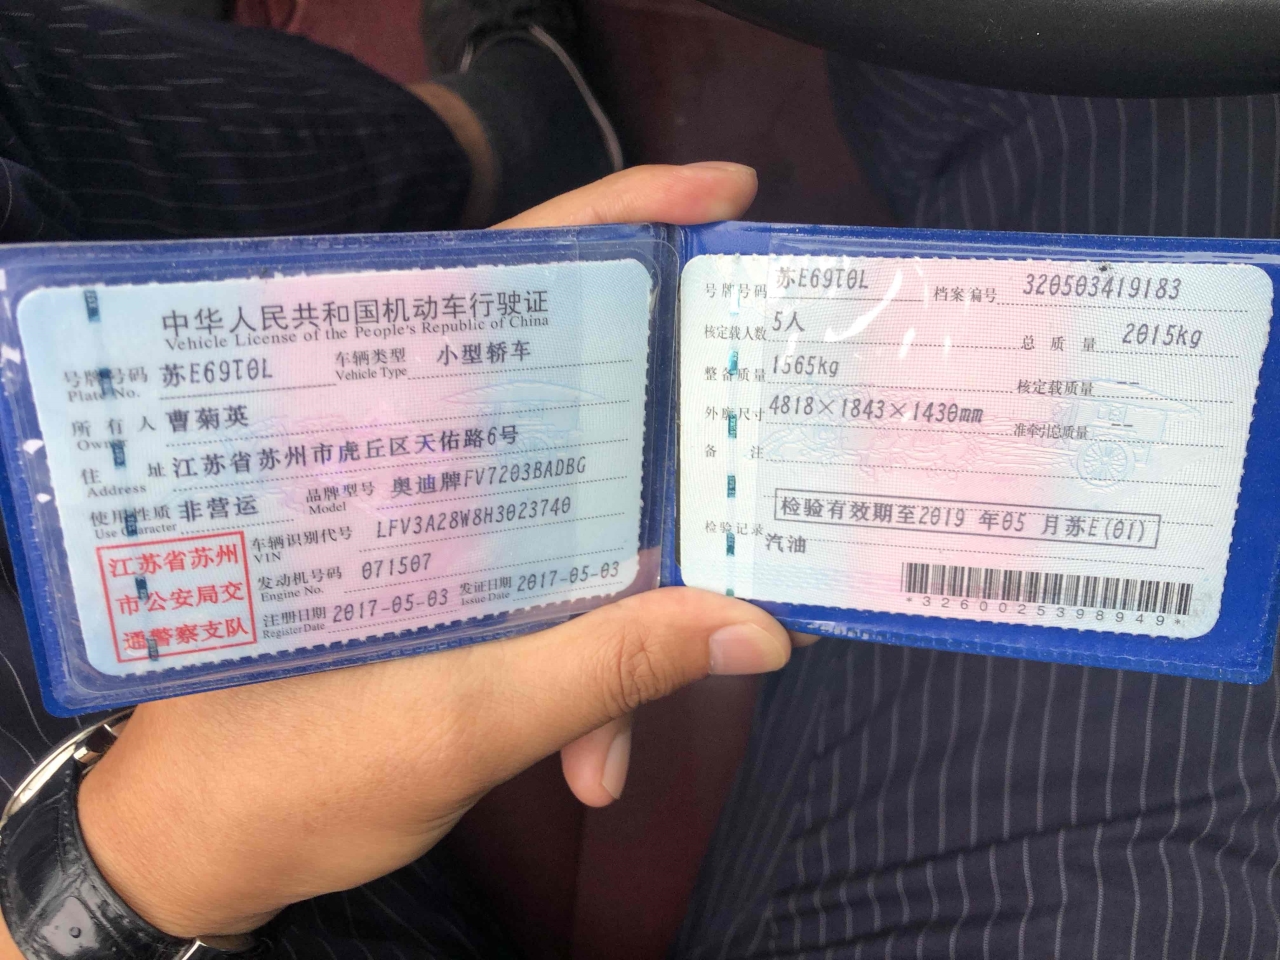 中华人民共和国机动车行驶证
Vehicle License of the People's Republic of China
号牌号码 苏E69T0L 车辆类型 小型轿车
Plate No. Vehicle Type
所有人 曹菊英
Owner
住址 江苏省苏州市虎丘区天佑路6号
Address
使用性质 非营运 品牌型号 奥迪牌FV7203BADBG
Use Character Model
江苏省苏州
市公安局交
通警察支队
车辆识别代号 LFV3A28W8H3023740
VIN
发动机号码 071507
Engine No.
注册日期 2017-05-03 发证日期 2017-05-03
Register Date Issue Date
号牌号码 苏E69T0L 档案编号 320503419183
核定载人数 5人 总质量 2015kg
整备质量 1565kg 核定载质量 --
外廓尺寸 4818×1843×1430mm 准牵引总质量 --
备注
检验有效期至2019 年05 月苏E(01)
检验记录
汽油
*3260025398949*